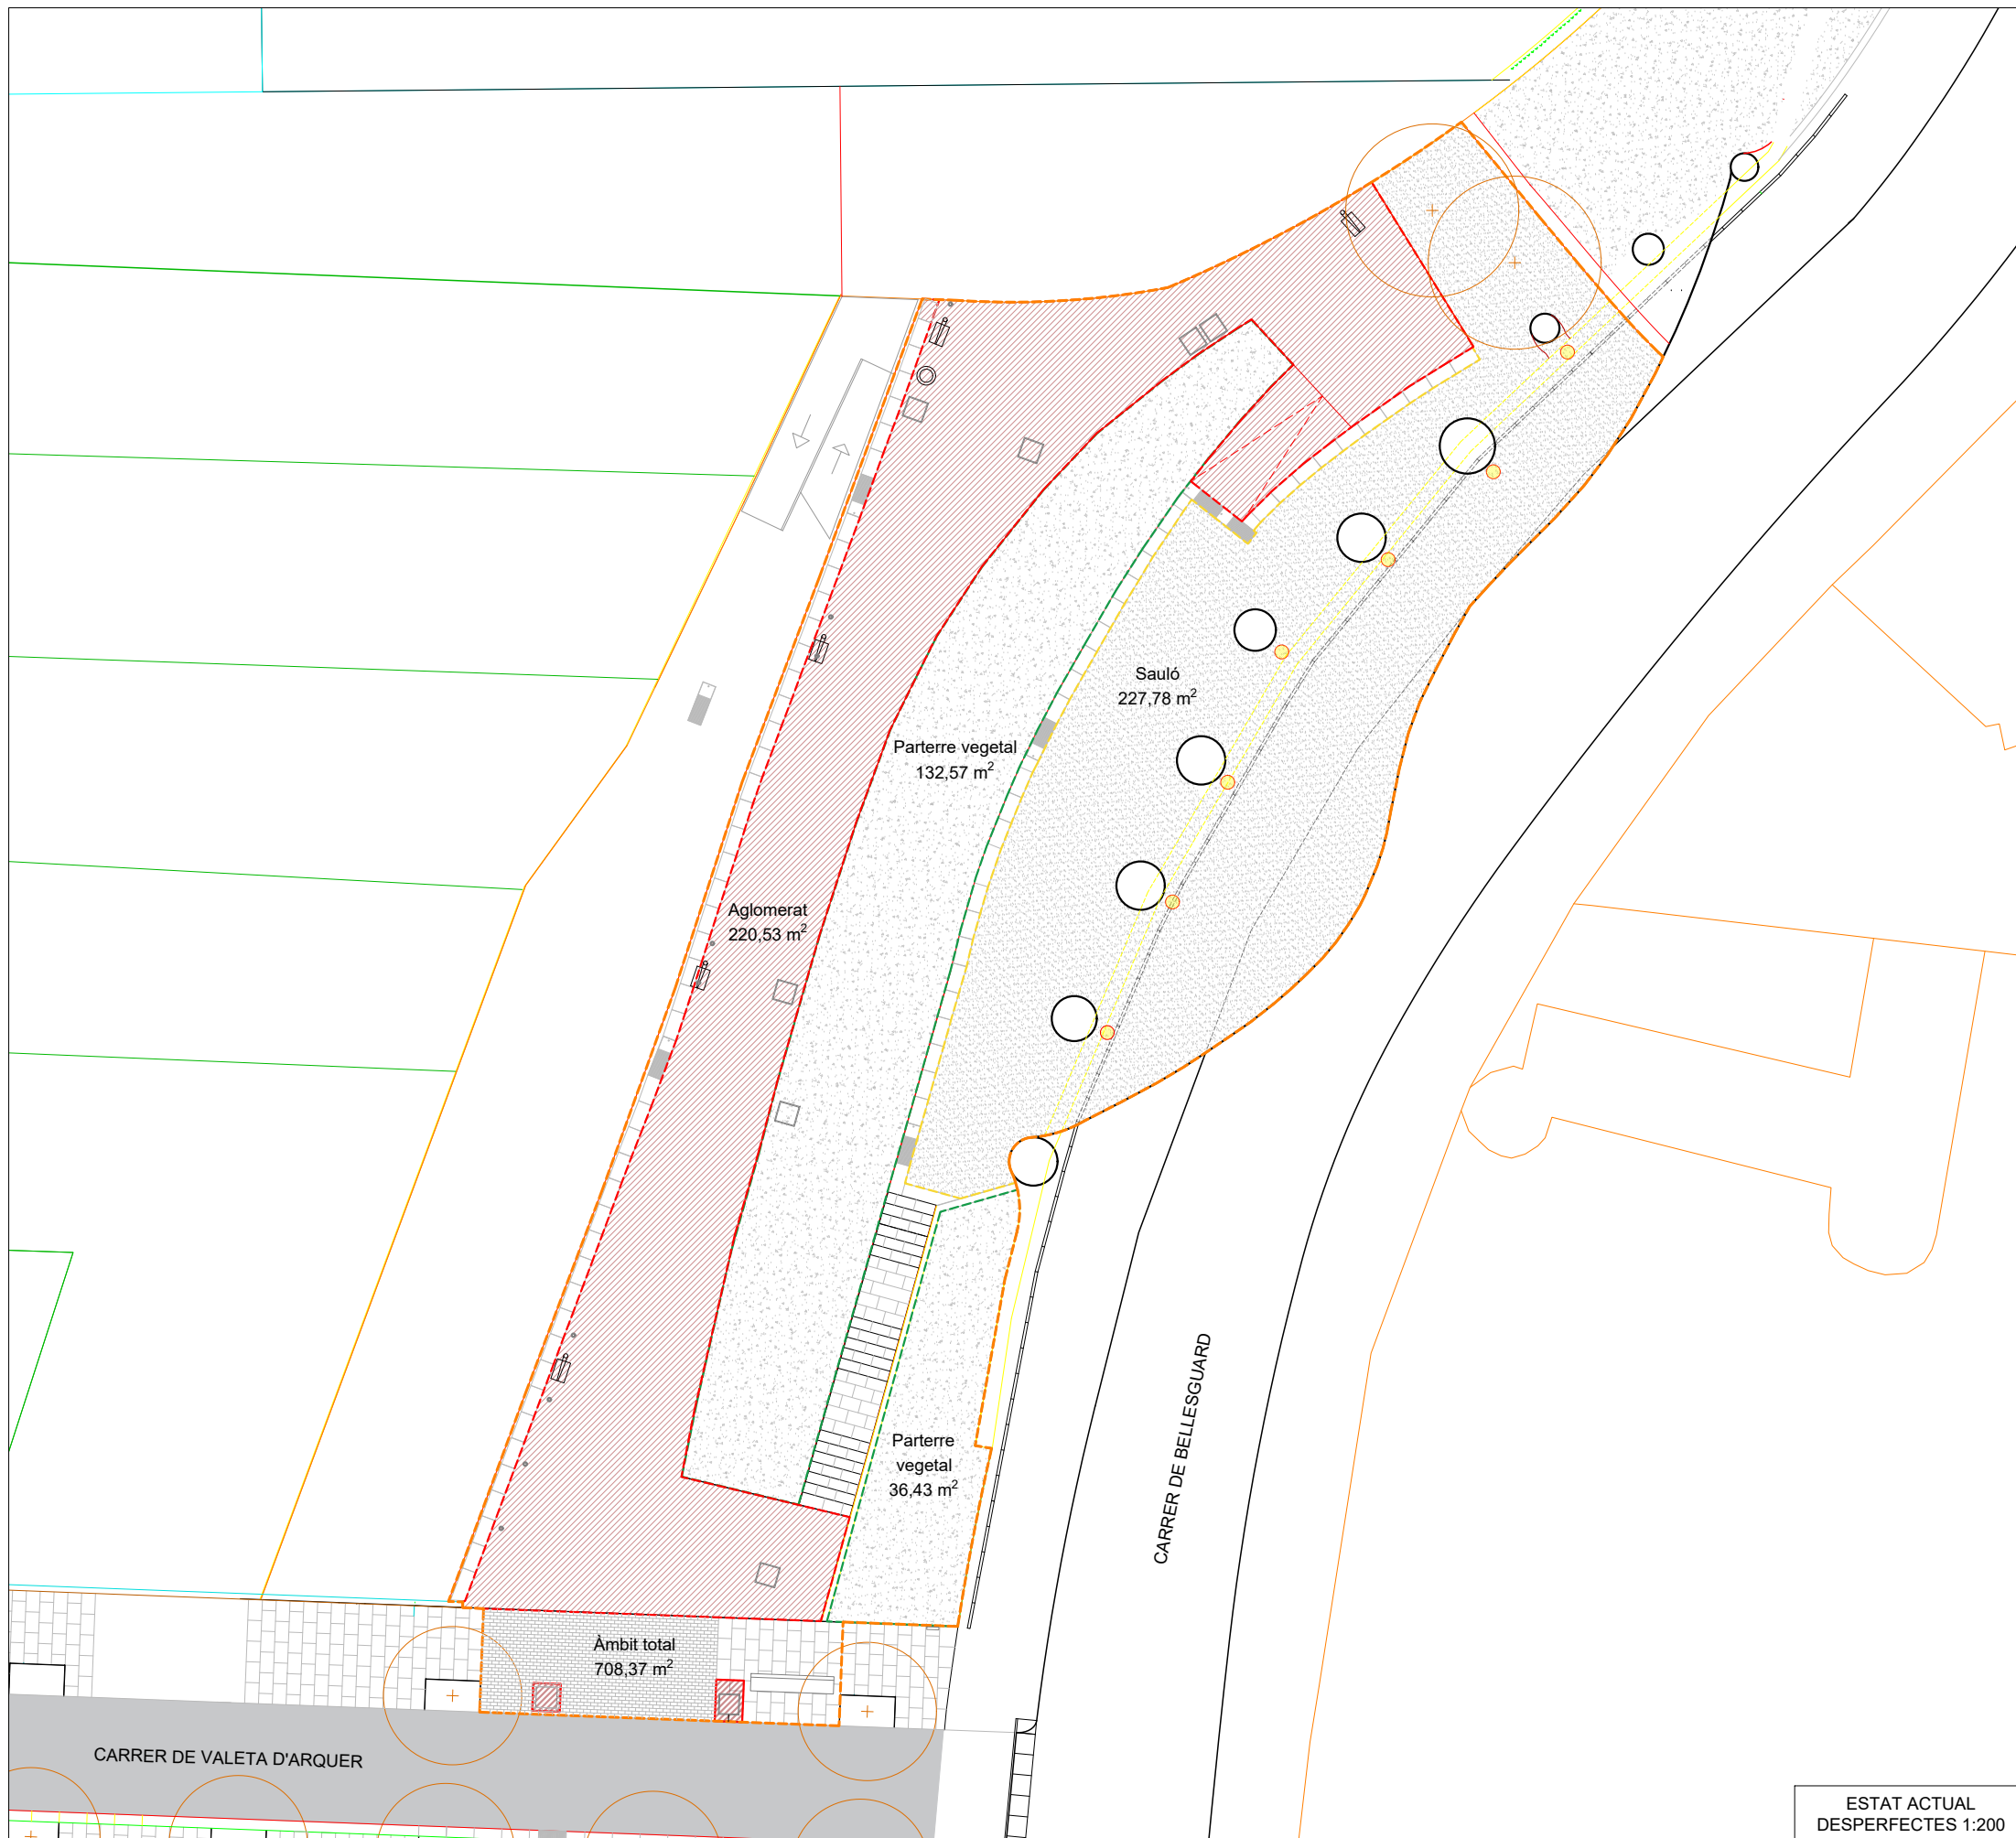 Sauló
227,78 m²
Parterre vegetal
132,57 m²
Aglomerat
220,53 m²
CARRER DE BELLESGUARD
Parterre
vegetal
36,43 m²
Àmbit total
708,37 m²
CARRER DE VALETA D'ARQUER
ESTAT ACTUAL
DESPERFECTES 1:200